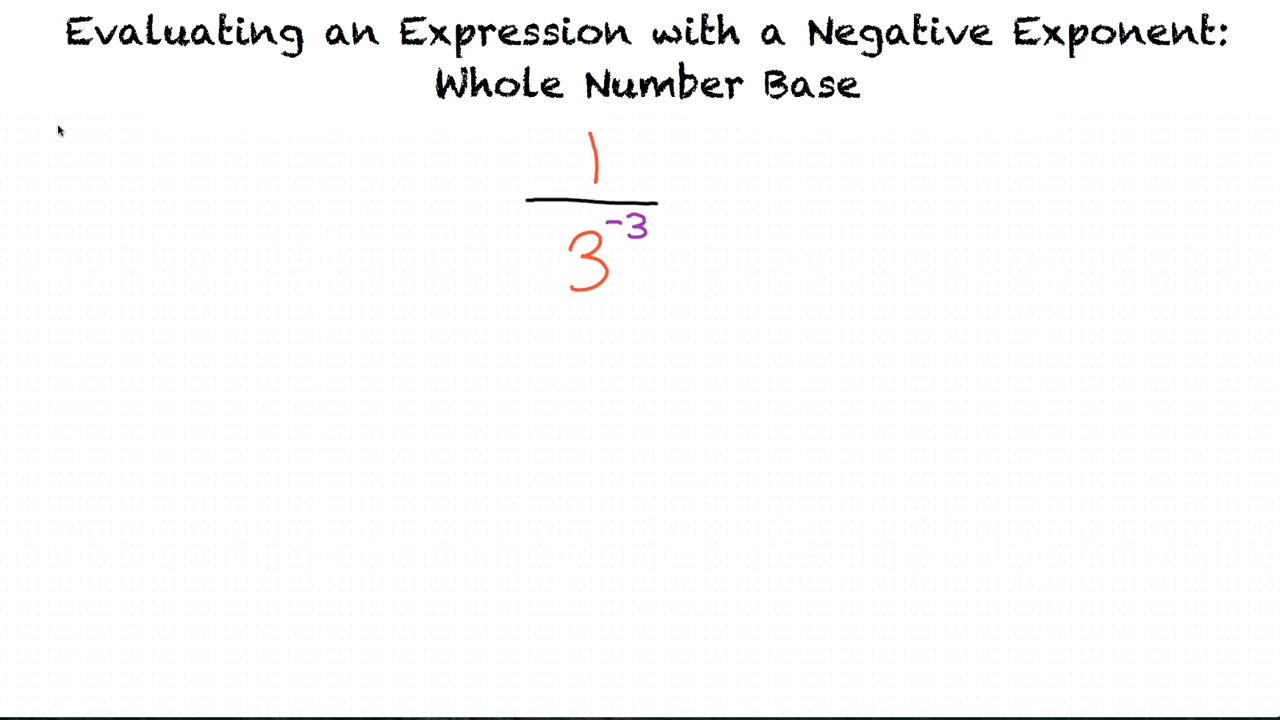 Evaluating an Expression with a Negative Exponent:
Whole Number Base
1
3^-3